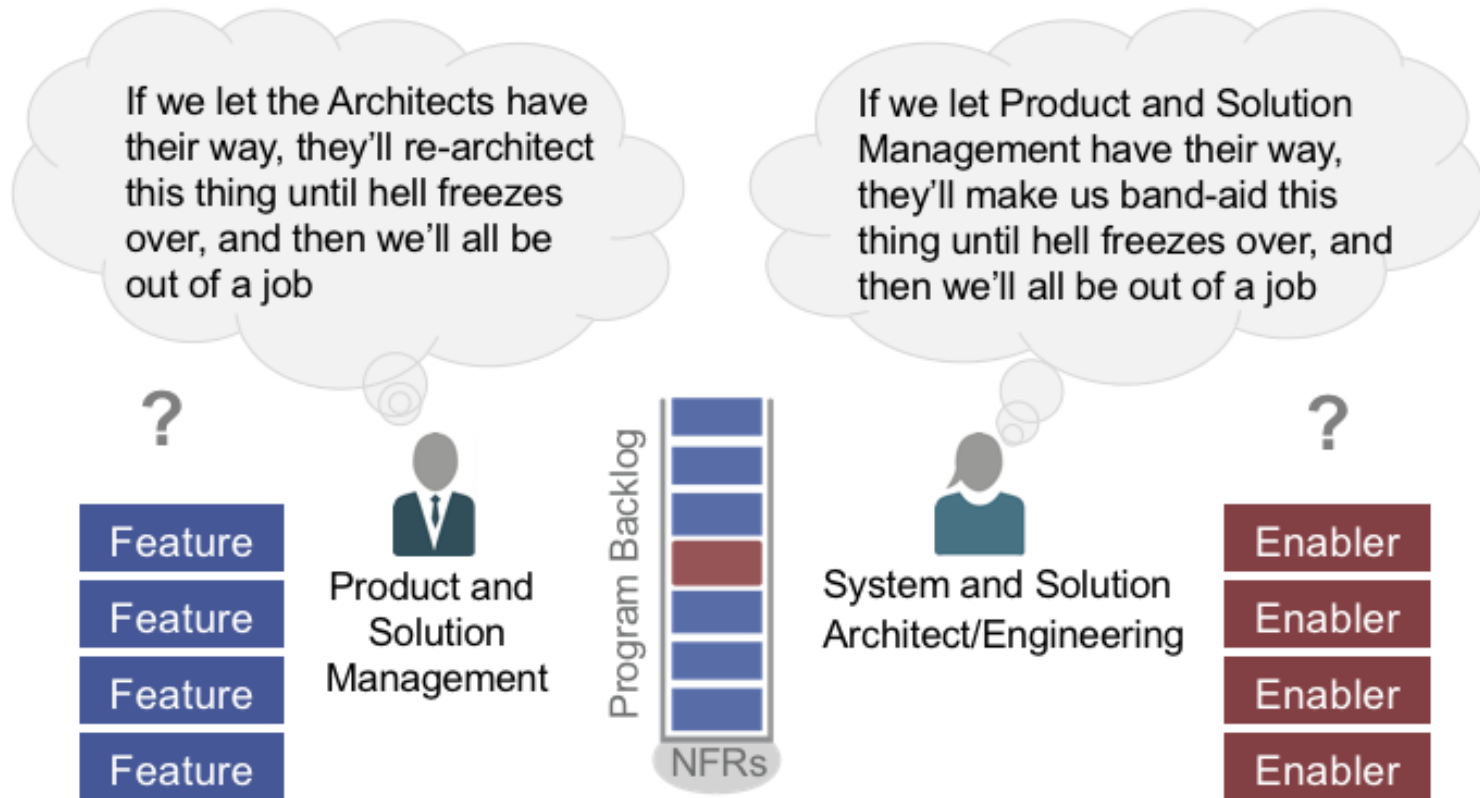 If we let the Architects have
their way, they’ll re-architect
this thing until hell freezes
over, and then we’ll all be
out of a job
If we let Product and Solution
Management have their way,
they’ll make us band-aid this
thing until hell freezes over, and
then we’ll all be out of a job
?
?
Feature
Feature
Feature
Feature
Product and
Solution
Management
Program Backlog
NFRs
System and Solution
Architect/Engineering
Enabler
Enabler
Enabler
Enabler